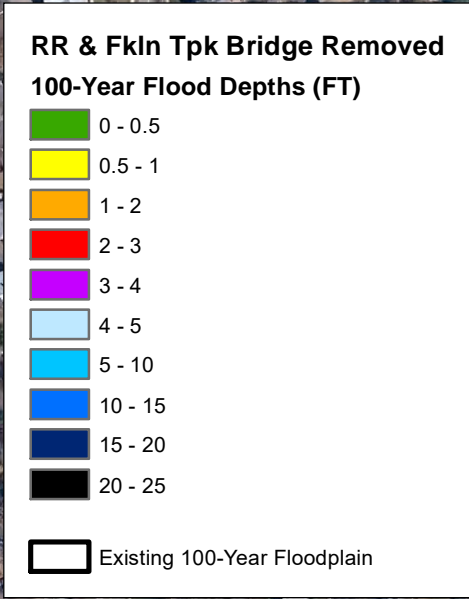 RR & Fkln Tpk Bridge Removed
100-Year Flood Depths (FT)
0 - 0.5
0.5 - 1
1 - 2
2 - 3
3 - 4
4 - 5
5 - 10
10 - 15
15 - 20
20 - 25
Existing 100-Year Floodplain